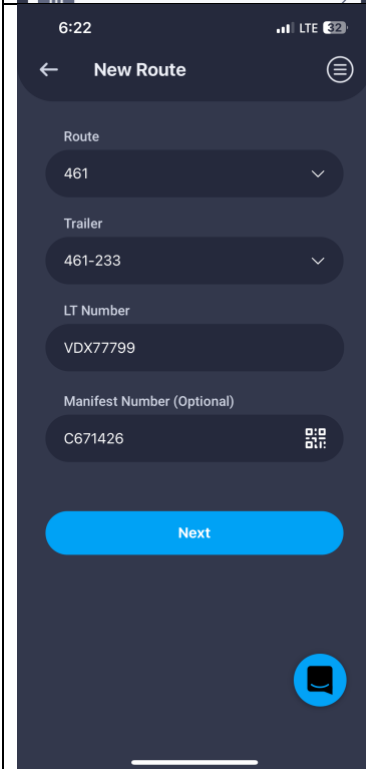 6:22 LTE 32
New Route
Route
461
Trailer
461-233
LT Number
VDX77799
Manifest Number (Optional)
C671426
Next